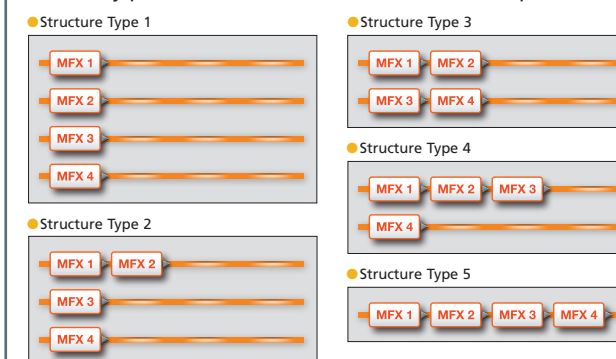 Structure Type 1
MFX 1
MFX 2
MFX 3
MFX 4
Structure Type 2
MFX 1 MFX 2
MFX 3
MFX 4
Structure Type 3
MFX 1 MFX 2
MFX 3 MFX 4
Structure Type 4
MFX 1 MFX 2 MFX 3
MFX 4
Structure Type 5
MFX 1 MFX 2 MFX 3 MFX 4